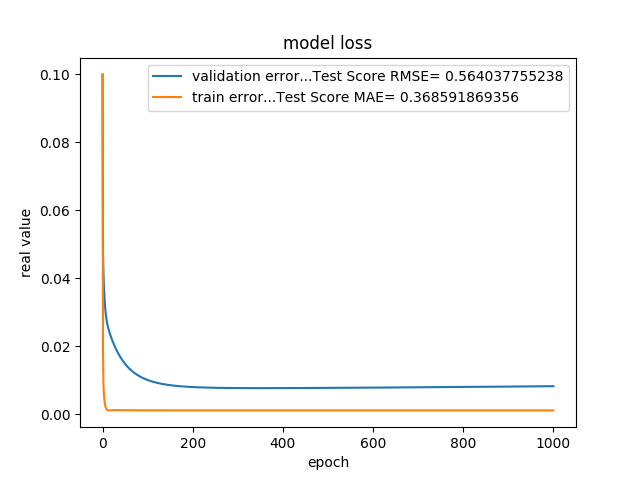 model loss
validation error...Test Score RMSE= 0.564037755238
train error...Test Score MAE= 0.368591869356
0.10
0.08
0.06
0.04
0.02
0.00
real value
0 200 400 600 800 1000
epoch